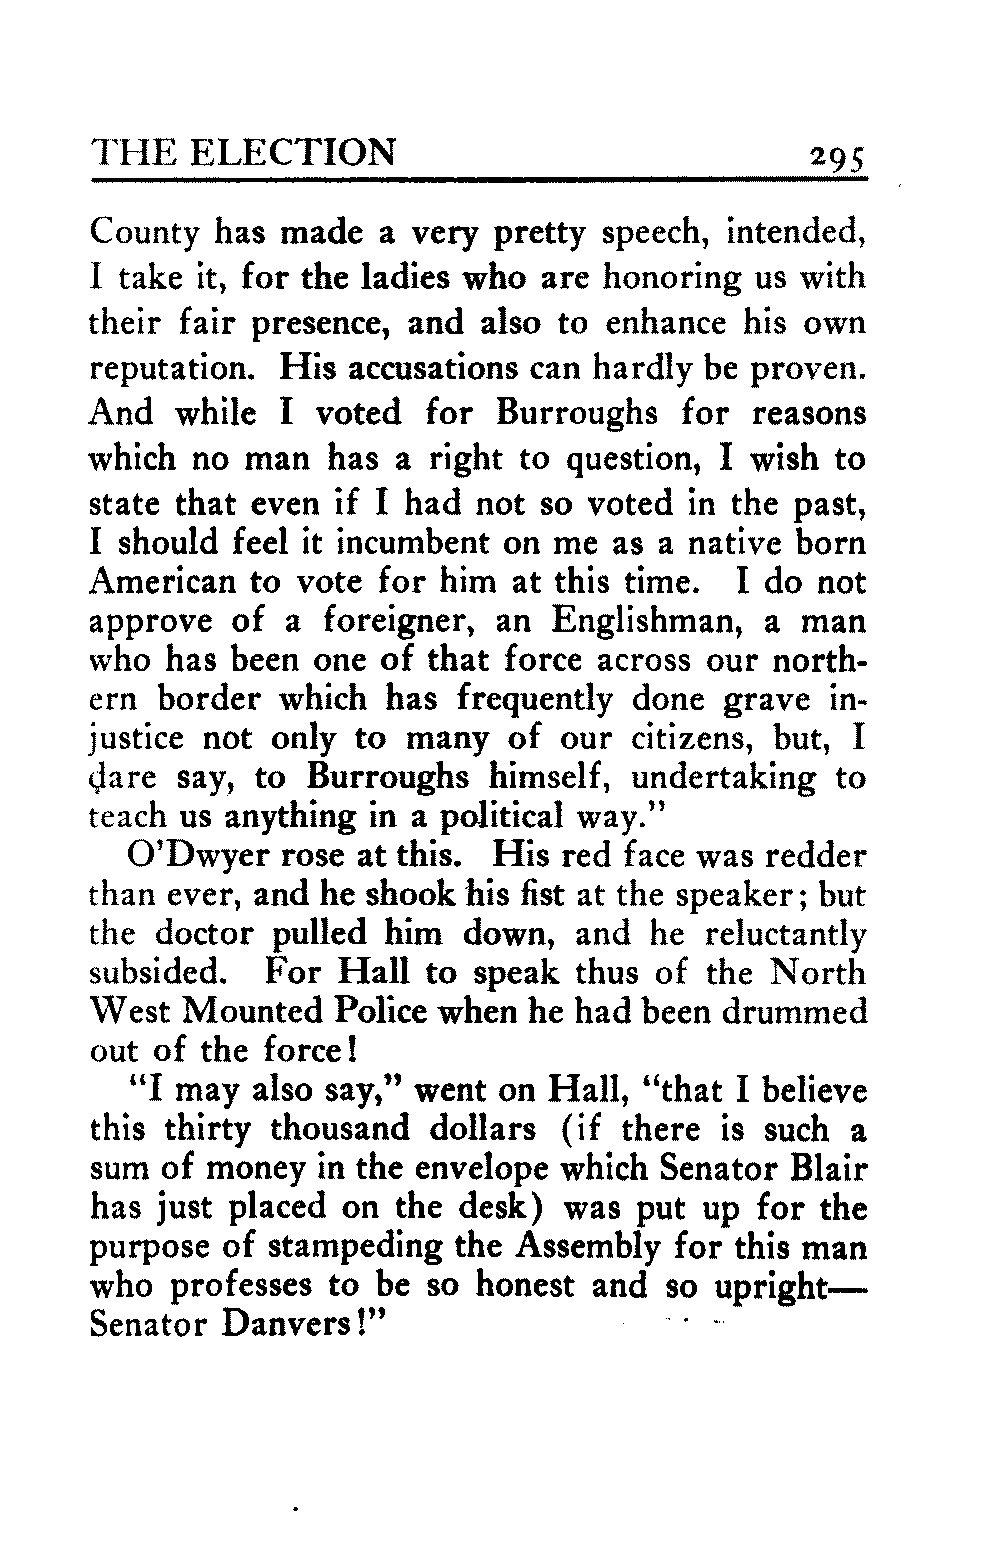 THE ELECTION 295
County has made a very pretty speech, intended,
I take it, for the ladies who are honoring us with
their fair presence, and also to enhance his own
reputation. His accusations can hardly be proven.
And while I voted for Burroughs for reasons
which no man has a right to question, I wish to
state that even if I had not so voted in the past,
I should feel it incumbent on me as a native born
American to vote for him at this time. I do not
approve of a foreigner, an Englishman, a man
who has been one of that force across our north-
ern border which has frequently done grave in-
justice not only to many of our citizens, but, I
dare say, to Burroughs himself, undertaking to
teach us anything in a political way."
O'Dwyer rose at this. His red face was redder
than ever, and he shook his fist at the speaker; but
the doctor pulled him down, and he reluctantly
subsided. For Hall to speak thus of the North
West Mounted Police when he had been drummed
out of the force!
"I may also say," went on Hall, "that I believe
this thirty thousand dollars (if there is such a
sum of money in the envelope which Senator Blair
has just placed on the desk) was put up for the
purpose of stampeding the Assembly for this man
who professes to be so honest and so upright—
Senator Danvers!"